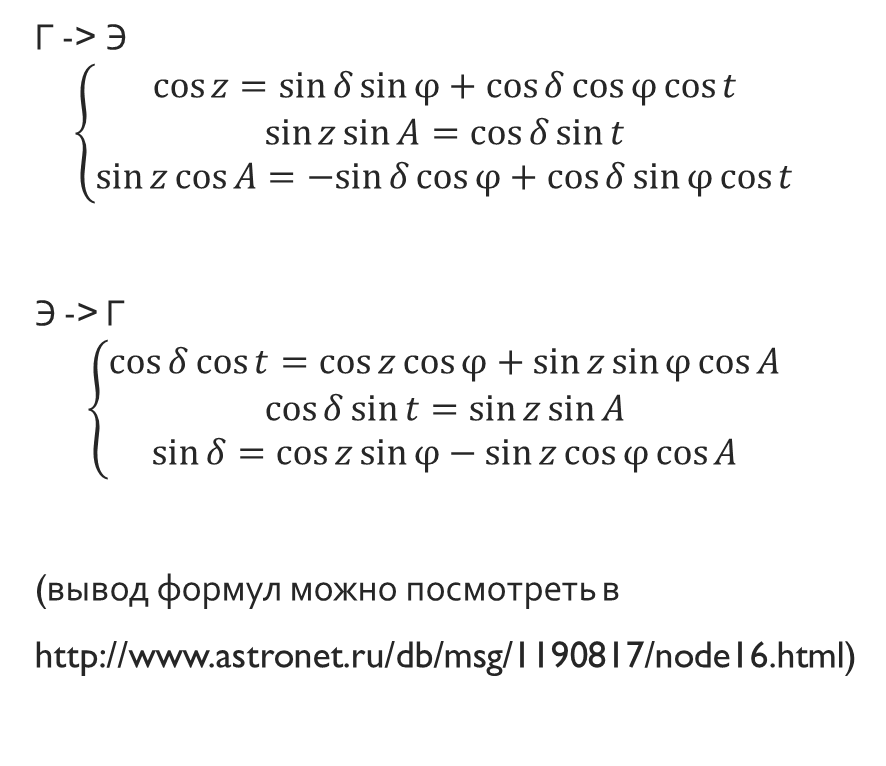 Г -> Э
cos z = sin δ sin φ + cos δ cos φ cos t
sin z sin A = cos δ sin t
sin z cos A = −sin δ cos φ + cos δ sin φ cos t
Э -> Г
cos δ cos t = cos z cos φ + sin z sin φ cos A
cos δ sin t = sin z sin A
sin δ = cos z sin φ − sin z cos φ cos A
(вывод формул можно посмотреть в
http://www.astronet.ru/db/msg/1190817/node16.html)